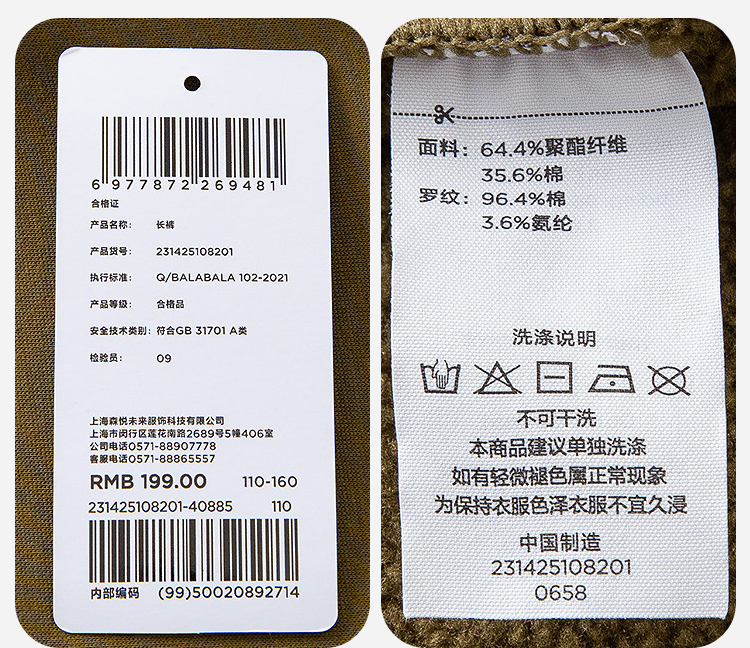 6 977872 269481
合格证
产品名称： 长裤
产品货号： 231425108201
执行标准： Q/BALABALA 102-2021
产品等级： 合格品
安全技术类别：符合GB 31701 A类
检验员： 09
上海森悦未来服饰科技有限公司
上海市闵行区莲花南路2689号5幢406室
公司电话0571-88907778
客服电话0571-88865557
RMB 199.00 110-160
231425108201-40885 110
内部编码 (99)50020892714
面料：64.4%聚酯纤维
35.6%棉
罗纹：96.4%棉
3.6%氨纶
洗涤说明
不可干洗
本商品建议单独洗涤
如有轻微褪色属正常现象
为保持衣服色泽衣服不宜久浸
中国制造
231425108201
0658